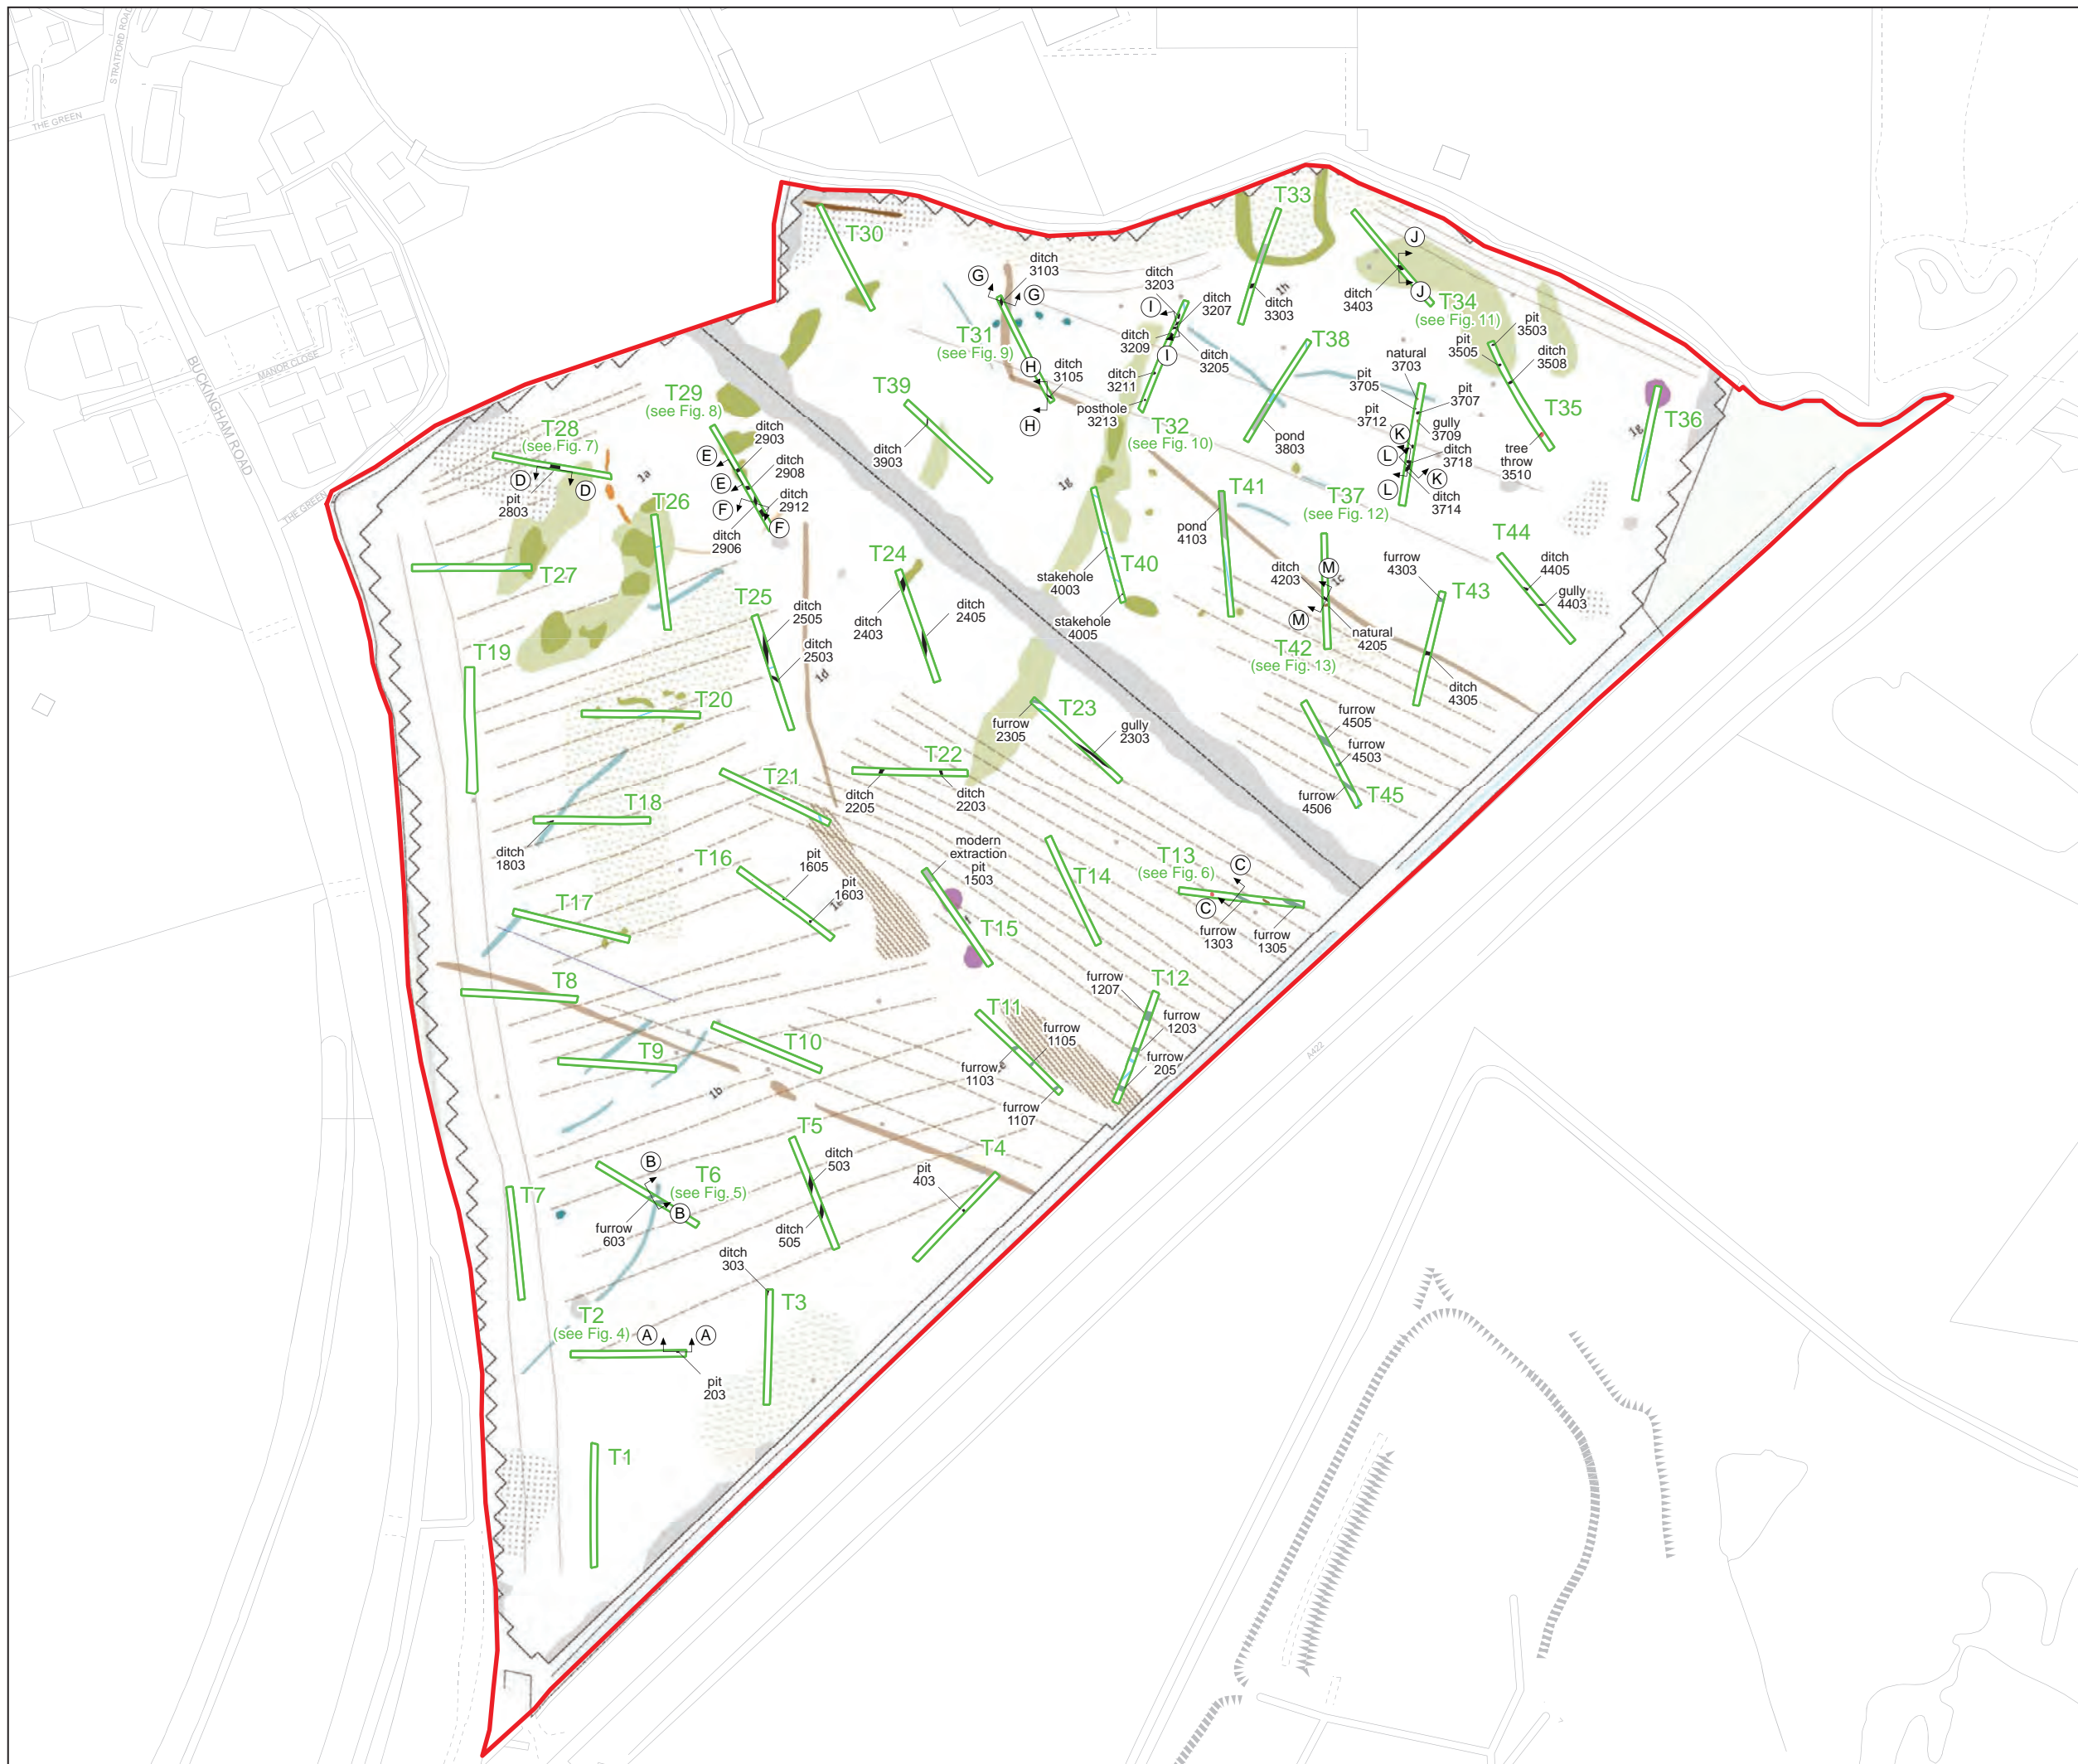 STRATFORD ROAD
THE GREEN
BUCKINGHAM ROAD
MANOR CLOSE
THE GREEN
A422
T30
T33
T34
(see Fig. 11)
J
J
ditch
3403
ditch
3303
1h
G
G
ditch
3103
T31
(see Fig. 9)
H
H
ditch
3105
ditch
3203
ditch
3207
I
I
ditch
3209
ditch
3205
ditch
3211
posthole
3213
T32
(see Fig. 10)
T38
pond
3803
pit
3503
pit
3505
ditch
3508
T35
tree
throw
3510
natural
3703
pit
3705
pit
3707
pit
3712
gully
3709
K
K
L
L
ditch
3718
ditch
3714
T37
(see Fig. 12)
T36
1g
T39
ditch
3903
T29
(see Fig. 8)
ditch
2903
ditch
2908
ditch
2912
ditch
2906
E
E
F
F
T28
(see Fig. 7)
D
D
pit
2803
1a
T26
T27
1g
T41
pond
4103
T40
stakehole
4003
stakehole
4005
T24
ditch
2403
ditch
2405
T25
ditch
2505
ditch
2503
1d
M
M
ditch
4203
1c
natural
4205
T42
(see Fig. 13)
furrow
4303
T43
ditch
4305
T44
ditch
4405
gully
4403
T19
T20
T23
furrow
2305
gully
2303
furrow
4505
furrow
4503
furrow
4506
T45
T22
ditch
2205
ditch
2203
T21
T18
ditch
1803
T16
pit
1605
pit
1603
modern
extraction
pit
1503
T15
T14
T13
(see Fig. 6)
C
C
furrow
1303
furrow
1305
T17
T8
T12
furrow
1207
furrow
1203
furrow
205
T11
furrow
1105
furrow
1103
furrow
1107
T10
T9
1b
T5
ditch
503
ditch
505
T4
pit
403
T6
(see Fig. 5)
B
B
furrow
603
T7
ditch
303
T3
T2
(see Fig. 4)
A
A
pit
203
T1